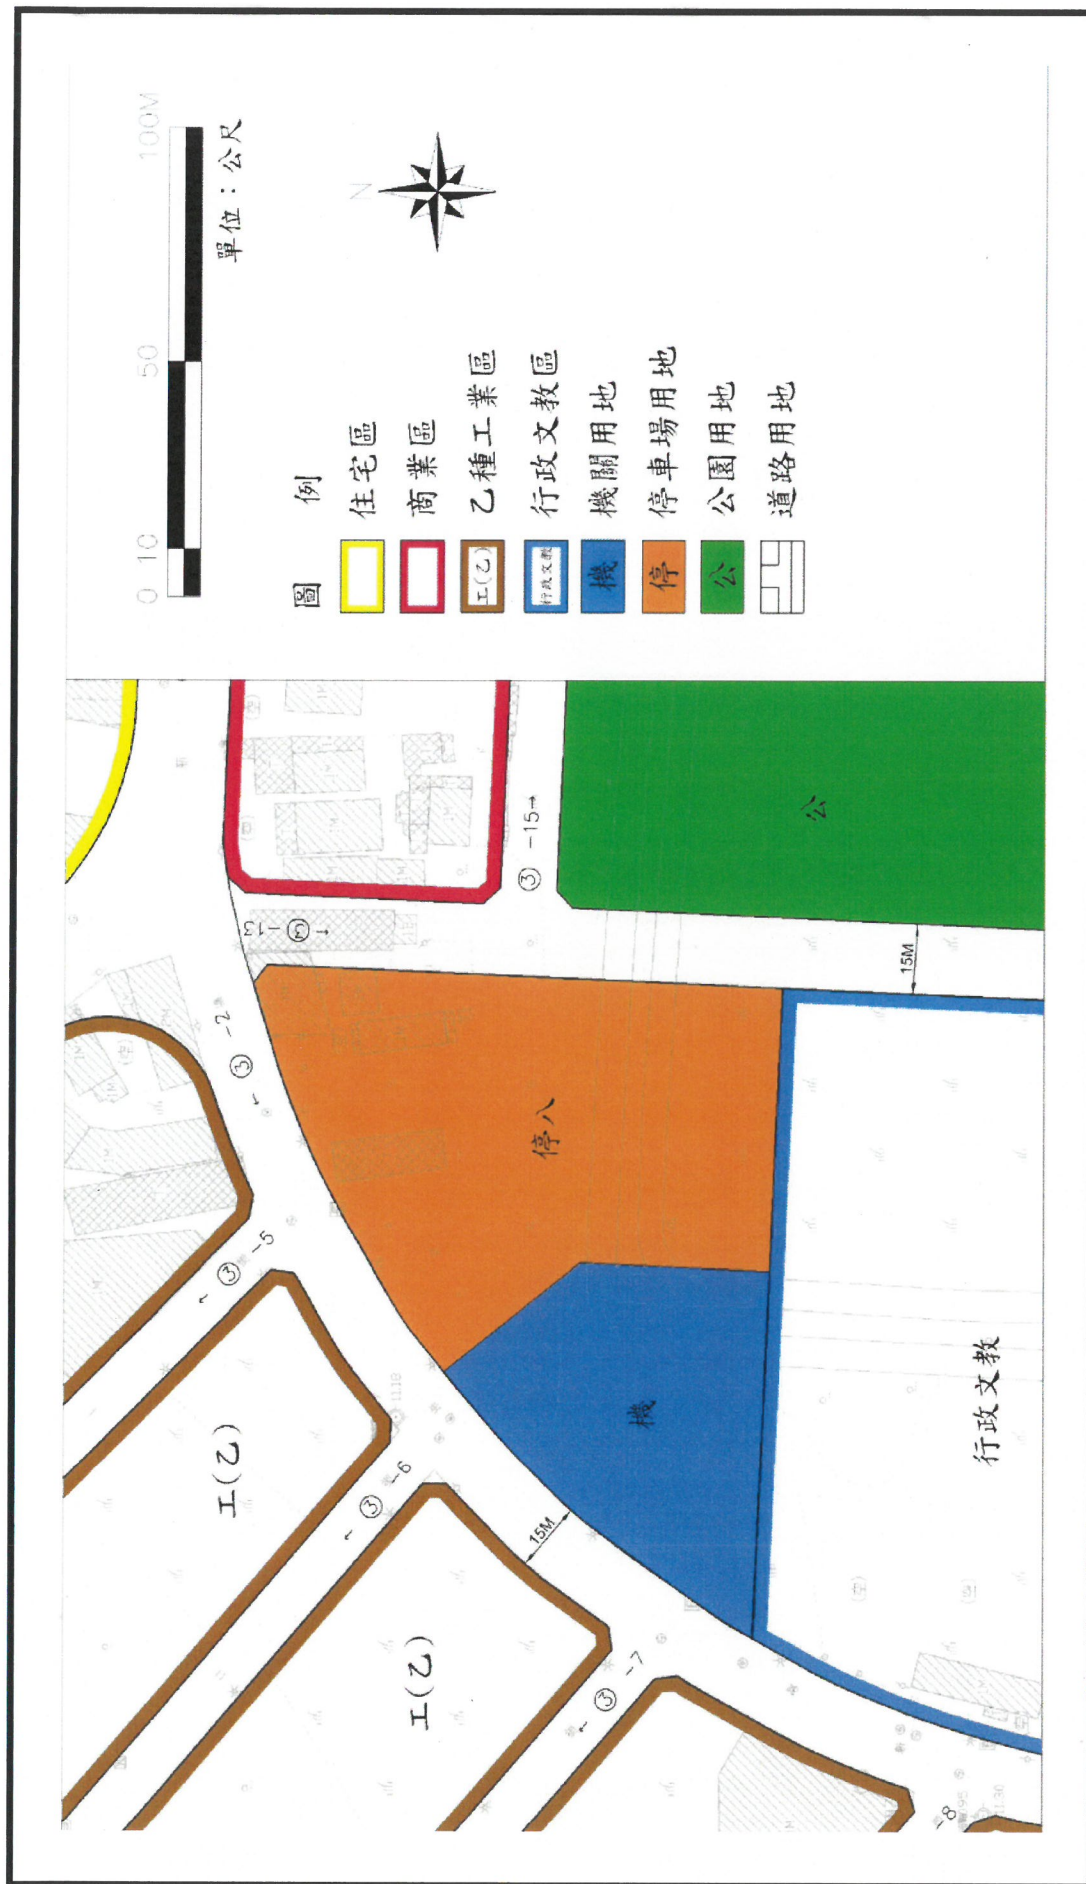 0 10 50 100M
單位：公尺
N
圖 例
住宅區
商業區
工(乙) 乙種工業區
行政文教 行政文教區
機 機關用地
停 停車場用地
公 公園用地
道路用地
③ -13
③ -15
③ -2
③ -5
③ -6
③ -7
-8
15M
15M
工(乙)
工(乙)
停八
機
公
行政文教
1118